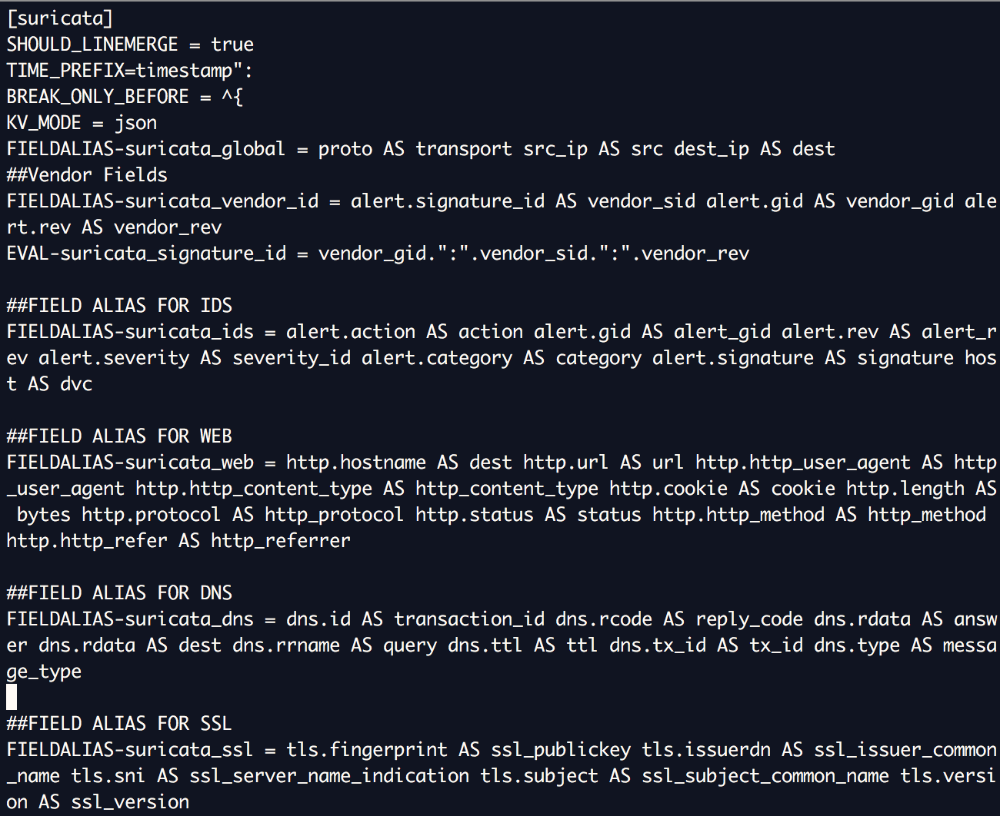 [suricata]
SHOULD_LINEMERGE = true
TIME_PREFIX=timestamp":
BREAK_ONLY_BEFORE = ^{
KV_MODE = json
FIELDALIAS-suricata_global = proto AS transport src_ip AS src dest_ip AS dest
##Vendor Fields
FIELDALIAS-suricata_vendor_id = alert.signature_id AS vendor_sid alert.gid AS vendor_gid ale
rt.rev AS vendor_rev
EVAL-suricata_signature_id = vendor_gid.":".vendor_sid.":".vendor_rev
##FIELD ALIAS FOR IDS
FIELDALIAS-suricata_ids = alert.action AS action alert.gid AS alert_gid alert.rev AS alert_r
ev alert.severity AS severity_id alert.category AS category alert.signature AS signature hos
t AS dvc
##FIELD ALIAS FOR WEB
FIELDALIAS-suricata_web = http.hostname AS dest http.url AS url http.http_user_agent AS http
_user_agent http.http_content_type AS http_content_type http.cookie AS cookie http.length AS
 bytes http.protocol AS http_protocol http.status AS status http.http_method AS http_method
http.http_refer AS http_referrer
##FIELD ALIAS FOR DNS
FIELDALIAS-suricata_dns = dns.id AS transaction_id dns.rcode AS reply_code dns.rdata AS answ
er dns.rdata AS dest dns.rrname AS query dns.ttl AS ttl dns.tx_id AS tx_id dns.type AS messa
ge_type
##FIELD ALIAS FOR SSL
FIELDALIAS-suricata_ssl = tls.fingerprint AS ssl_publickey tls.issuerdn AS ssl_issuer_common
_name tls.sni AS ssl_server_name_indication tls.subject AS ssl_subject_common_name tls.versi
on AS ssl_version